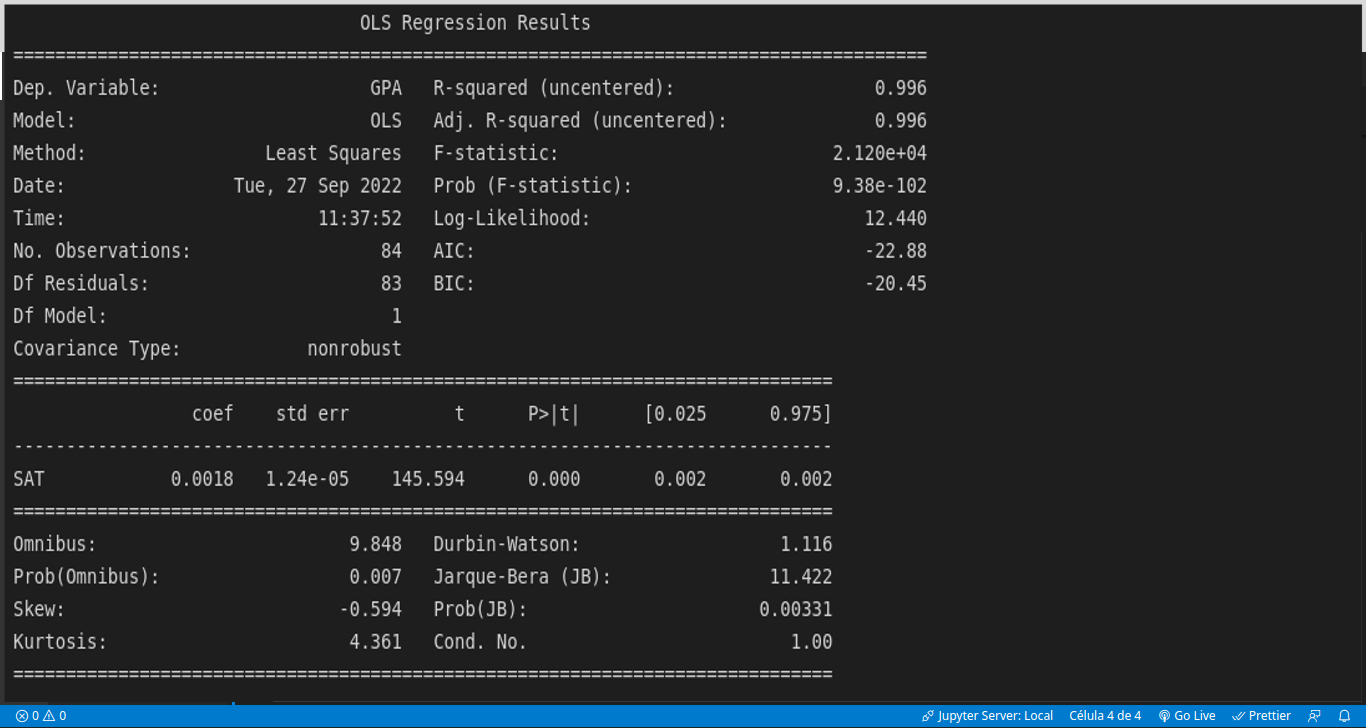 OLS Regression Results
==============================================================================
Dep. Variable: GPA R-squared (uncentered): 0.996
Model: OLS Adj. R-squared (uncentered): 0.996
Method: Least Squares F-statistic: 2.120e+04
Date: Tue, 27 Sep 2022 Prob (F-statistic): 9.38e-102
Time: 11:37:52 Log-Likelihood: 12.440
No. Observations: 84 AIC: -22.88
Df Residuals: 83 BIC: -20.45
Df Model: 1
Covariance Type: nonrobust
==============================================================================
coef std err t P>|t| [0.025 0.975]
------------------------------------------------------------------------------
SAT 0.0018 1.24e-05 145.594 0.000 0.002 0.002
==============================================================================
Omnibus: 9.848 Durbin-Watson: 1.116
Prob(Omnibus): 0.007 Jarque-Bera (JB): 11.422
Skew: -0.594 Prob(JB): 0.00331
Kurtosis: 4.361 Cond. No. 1.00
==============================================================================
0 0 Jupyter Server: Local Célula 4 de 4 Go Live Prettier